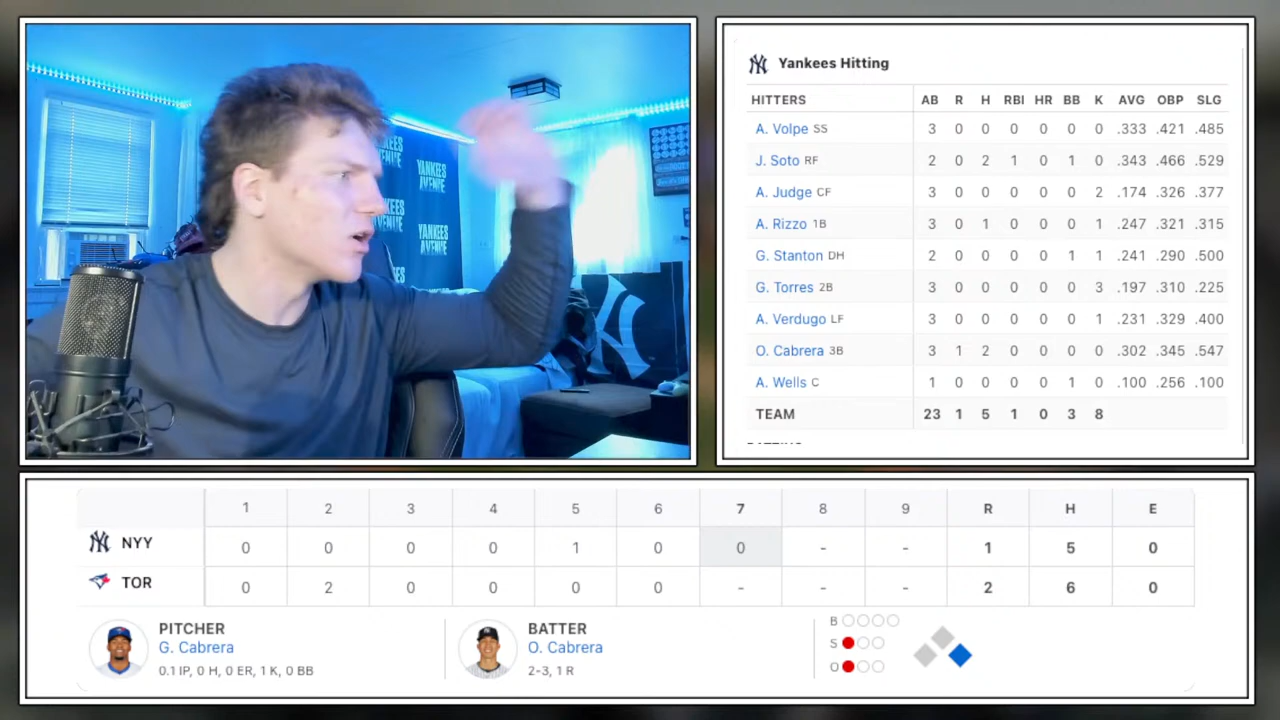 YANKEES
AVENUE
YANKEES
AVENUE
YANKEES
AVENUE
Yankees Hitting
HITTERS AB R H RBI HR BB K AVG OBP SLG
A. Volpe SS 3 0 0 0 0 0 0 .333 .421 .485
J. Soto RF 2 0 2 1 0 1 0 .343 .466 .529
A. Judge CF 3 0 0 0 0 0 2 .174 .326 .377
A. Rizzo 1B 3 0 1 0 0 0 1 .247 .321 .315
G. Stanton DH 2 0 0 0 0 1 1 .241 .290 .500
G. Torres 2B 3 0 0 0 0 0 3 .197 .310 .225
A. Verdugo LF 3 0 0 0 0 0 1 .231 .329 .400
O. Cabrera 3B 3 1 2 0 0 0 0 .302 .345 .547
A. Wells C 1 0 0 0 0 1 0 .100 .256 .100
TEAM 23 1 5 1 0 3 8
1 2 3 4 5 6 7 8 9 R H E
NYY 0 0 0 0 1 0 0 - - 1 5 0
TOR 0 2 0 0 0 0 - - - 2 6 0
PITCHER
G. Cabrera
0.1 IP, 0 H, 0 ER, 1 K, 0 BB
BATTER
O. Cabrera
2-3, 1 R
B
S
O